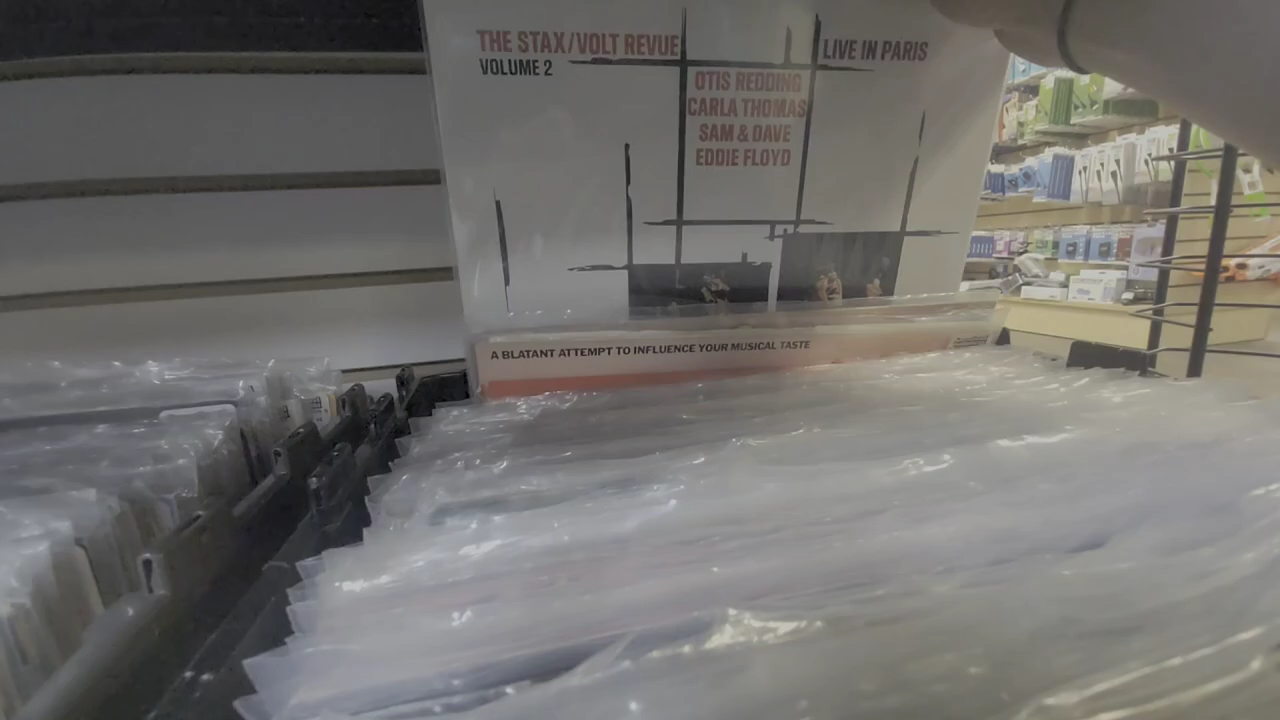 THE STAX/VOLT REVUE
VOLUME 2
LIVE IN PARIS
OTIS REDDING
CARLA THOMAS
SAM & DAVE
EDDIE FLOYD
A BLATANT ATTEMPT TO INFLUENCE YOUR MUSICAL TASTE